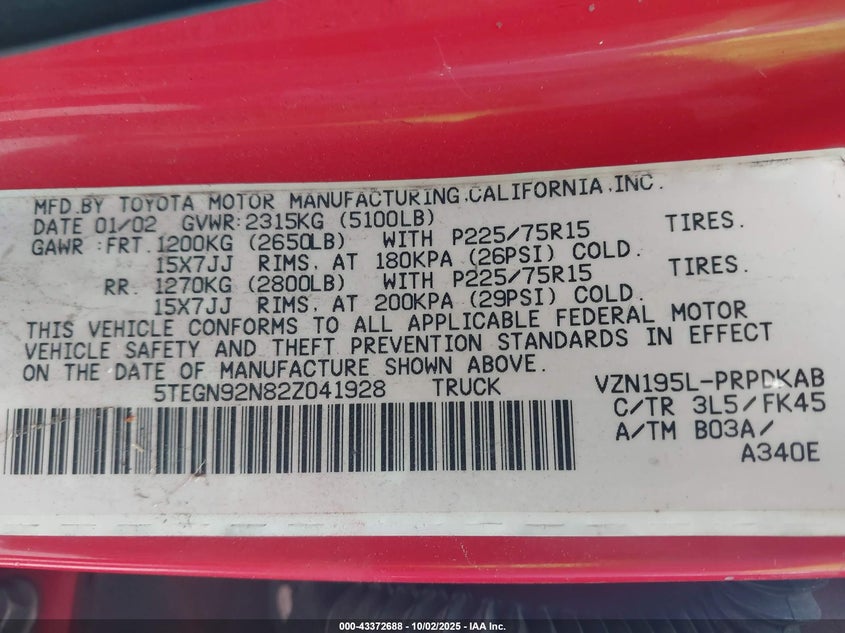 MFD.BY TOYOTA MOTOR MANUFACTURING,CALIFORNIA,INC.
DATE 01/02 GVWR:2315KG (5100LB)
GAWR :FRT.1200KG (2650LB) WITH P225/75R15 TIRES.
15X7JJ RIMS, AT 180KPA (26PSI) COLD.
RR. 1270KG (2800LB) WITH P225/75R15 TIRES.
15X7JJ RIMS, AT 200KPA (29PSI) COLD.
THIS VEHICLE CONFORMS TO ALL APPLICABLE FEDERAL MOTOR
VEHICLE SAFETY AND THEFT PREVENTION STANDARDS IN EFFECT
ON THE DATE OF MANUFACTURE SHOWN ABOVE.
5TEGN92N82Z041928 TRUCK VZN195L-PRPDKAB
C/TR 3L5/FK45
A/TM B03A/
A340E
000-43372688 - 10/02/2025 - IAA Inc.